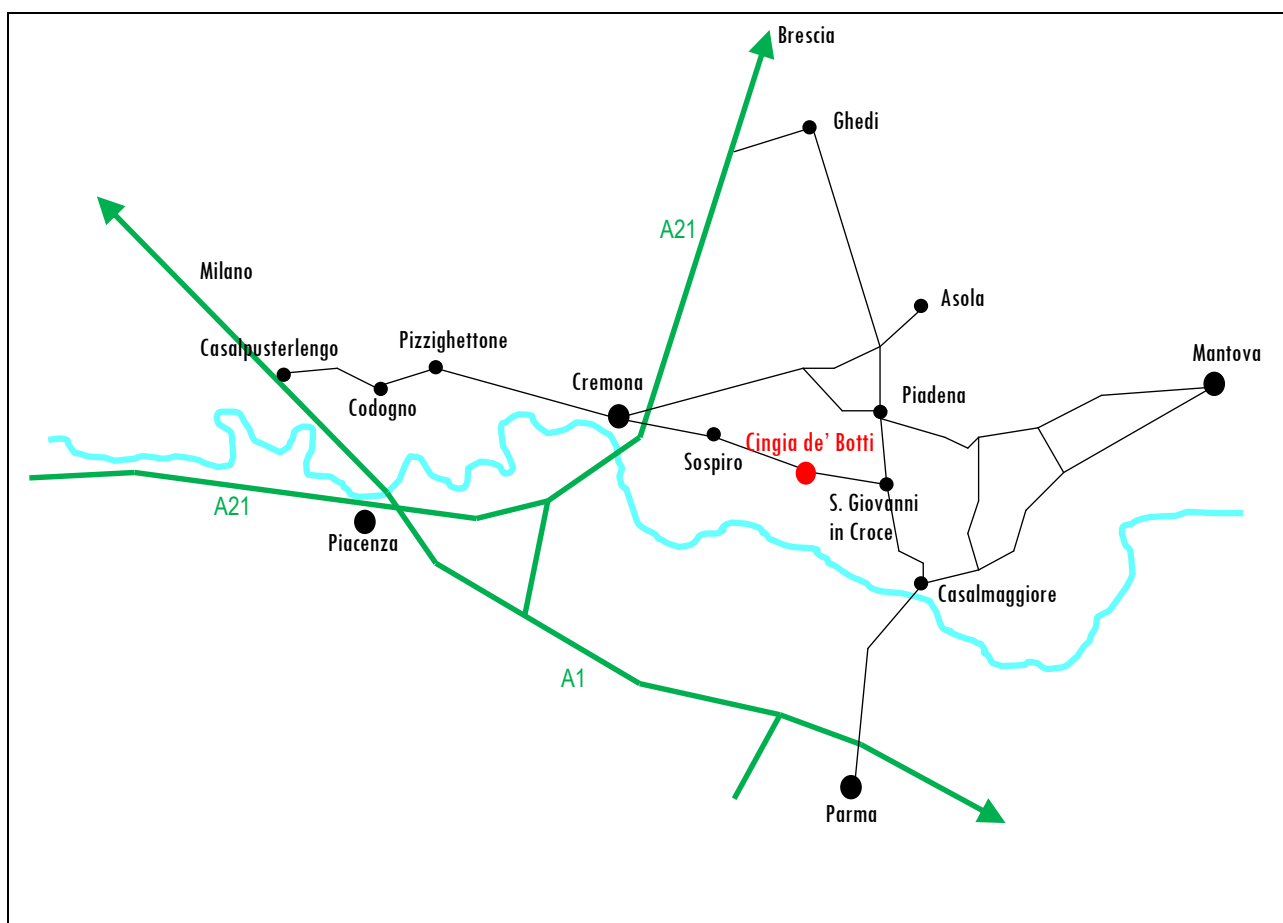 Brescia
Ghedi
A21
Milano
Asola
Casalpusterlengo
Pizzighettone
Mantova
Cremona
Piadena
Codogno
Cingia de’ Botti
Sospiro
A21
S. Giovanni
in Croce
Piacenza
Casalmaggiore
A1
Parma